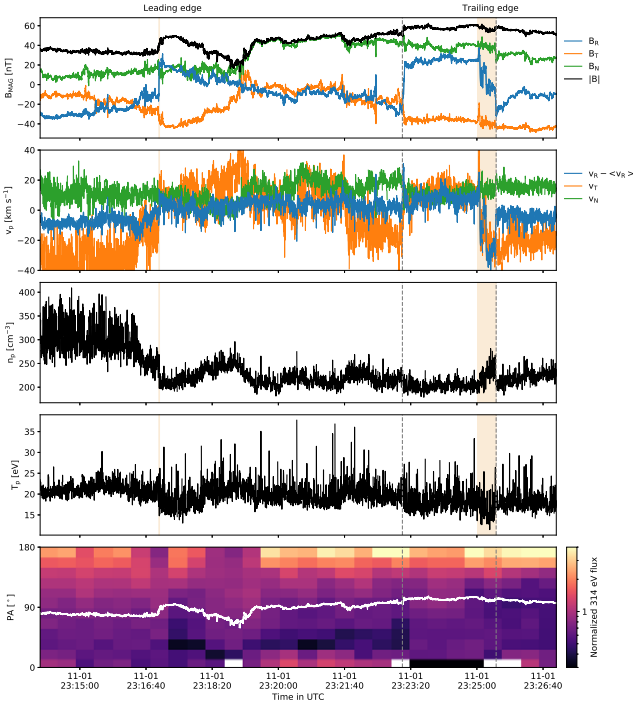 Leading edge
Trailing edge
60
40
20
0
−20
−40
B_MAG [nT]
B_R
B_T
B_N
|B|
40
20
0
−20
−40
v_p [km s⁻¹]
v_R − <v_R >
v_T
v_N
400
350
300
250
200
n_p [cm⁻³]
35
30
25
20
15
T_p [eV]
180
90
0
PA [°]
1
Normalized 314 eV flux
11-01 11-01 11-01 11-01 11-01 11-01 11-01 11-01
23:15:00 23:16:40 23:18:20 23:20:00 23:21:40 23:23:20 23:25:00 23:26:40
Time in UTC